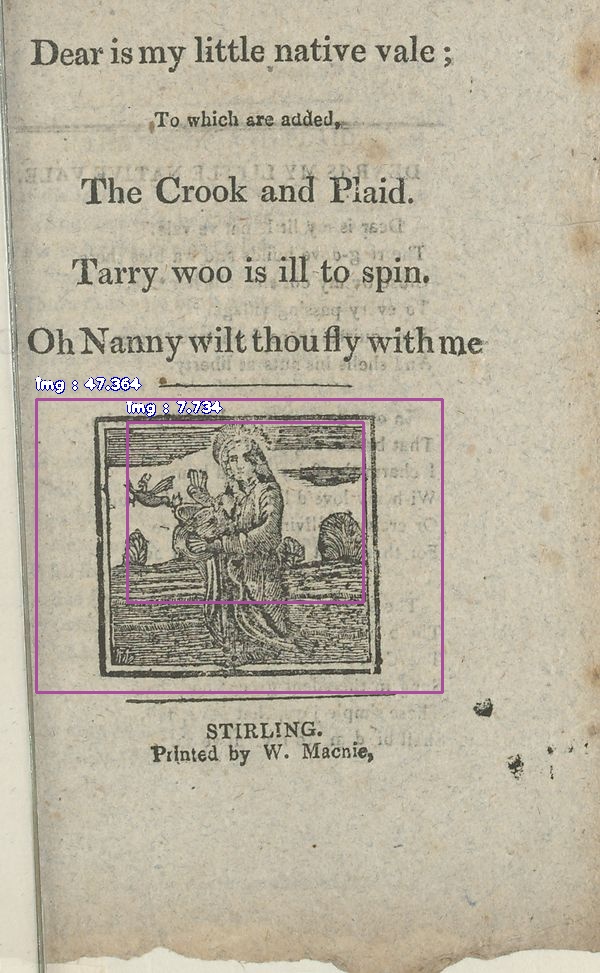 Dear is my little native vale ;
To which are added,
The Crook and Plaid.
Tarry woo is ill to spin.
Oh Nanny wilt thou fly with me
img : 47.364
img : 7.734
STIRLING.
Printed by W. Macnie,